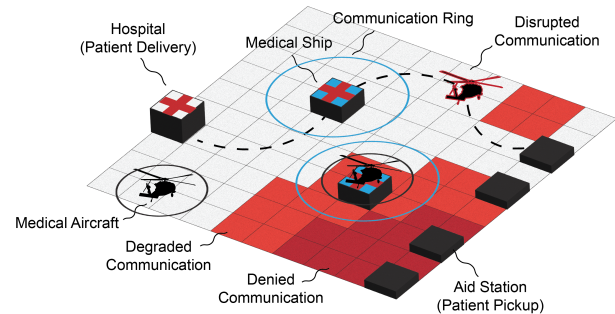 Hospital
(Patient Delivery)
Communication Ring
Medical Ship
Disrupted
Communication
Medical Aircraft
Degraded
Communication
Denied
Communication
Aid Station
(Patient Pickup)